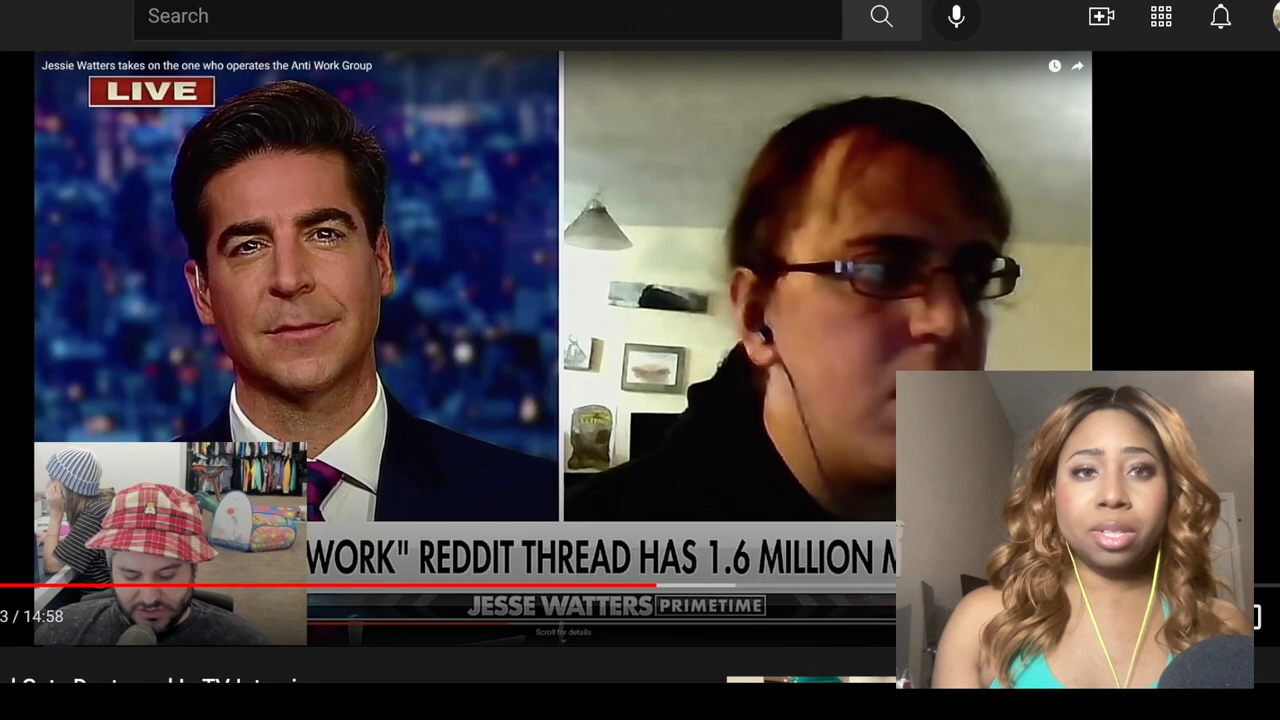 Search
Jessie Watters takes on the one who operates the Anti Work Group
LIVE
WORK" REDDIT THREAD HAS 1.6 MILLION
JESSE WATTERS PRIMETIME
3 / 14:58
Scroll for details